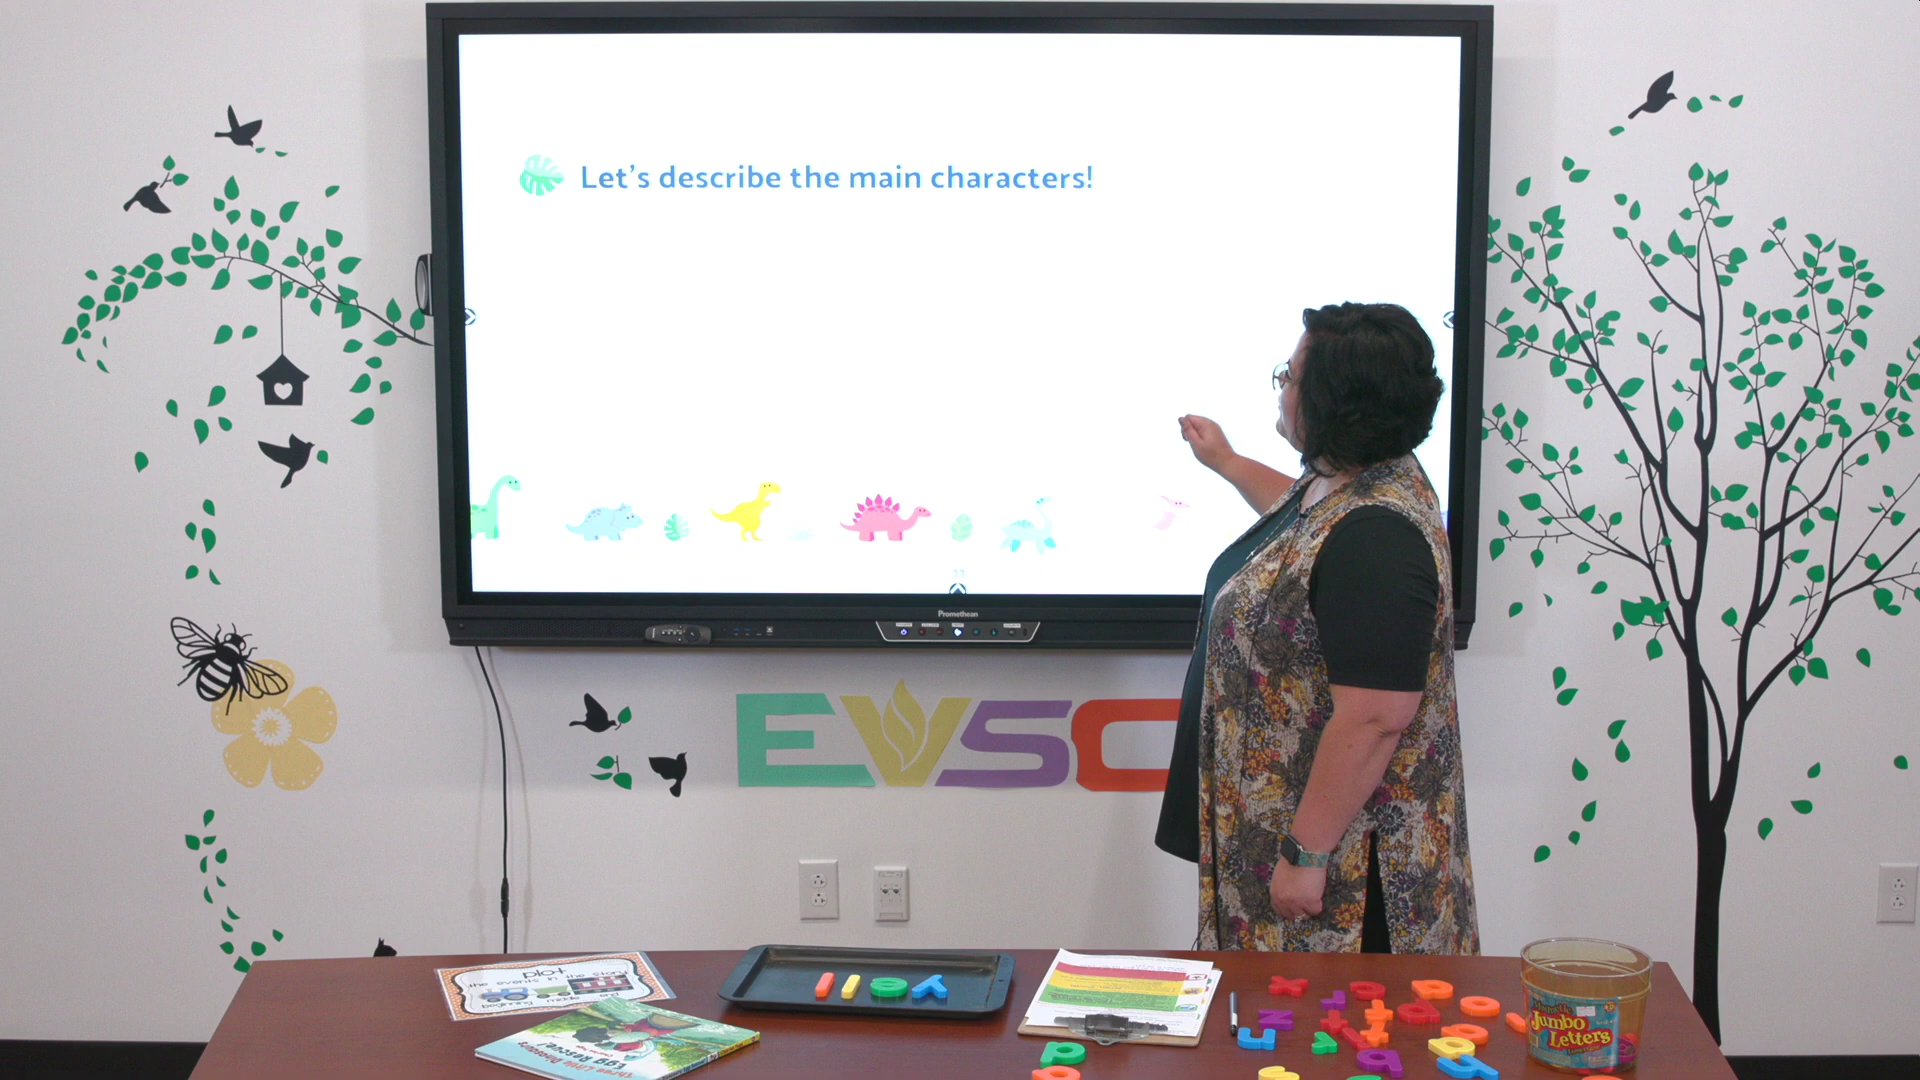 Let's describe the main characters!
Promethean
EVSC
plot
the events in the story
beginning middle end
Three Little Dinosaurs
Egg Rescue!
Jumbo
Letters